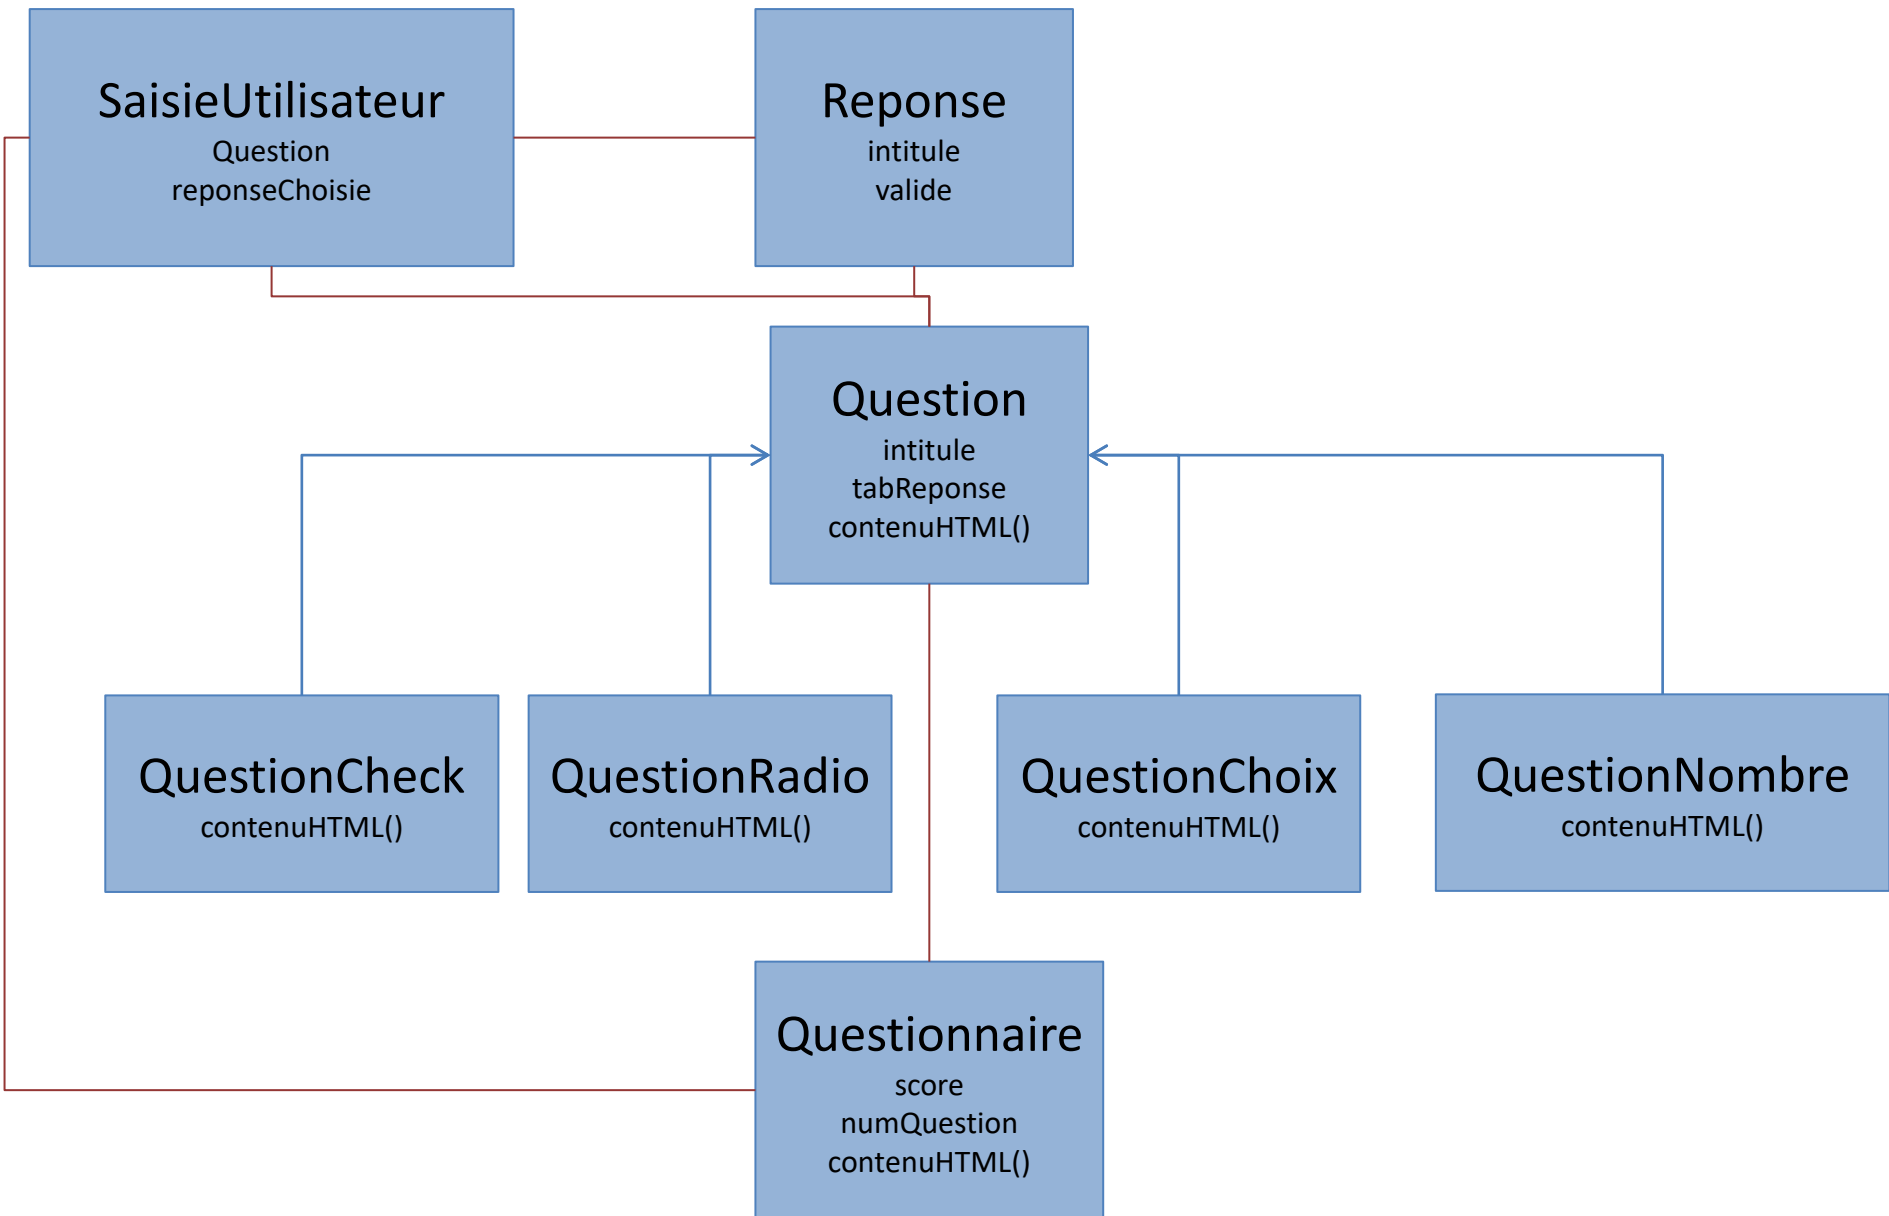 SaisieUtilisateur
Question
reponseChoisie
Reponse
intitule
valide
Question
intitule
tabReponse
contenuHTML()
QuestionCheck
contenuHTML()
QuestionRadio
contenuHTML()
QuestionChoix
contenuHTML()
QuestionNombre
contenuHTML()
Questionnaire
score
numQuestion
contenuHTML()